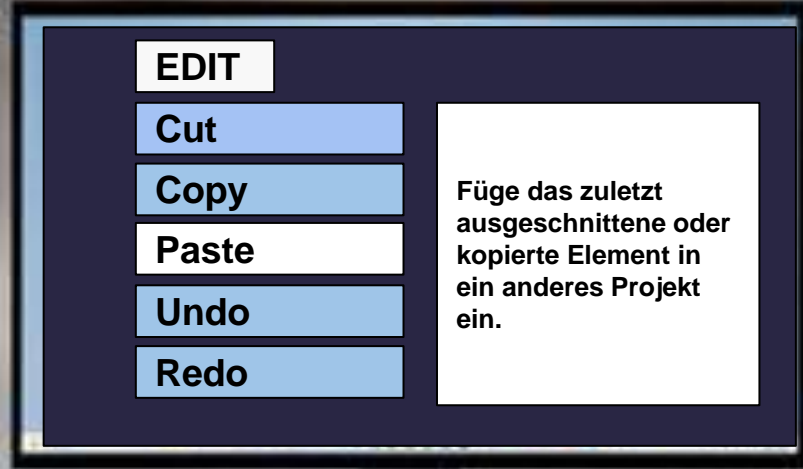 EDIT
Cut
Copy
Paste
Undo
Redo
Füge das zuletzt
ausgeschnittene oder
kopierte Element in
ein anderes Projekt
ein.